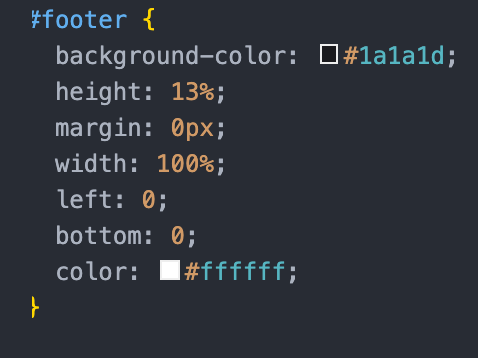 #footer {
background-color: #1a1a1d;
height: 13%;
margin: 0px;
width: 100%;
left: 0;
bottom: 0;
color: #ffffff;
}